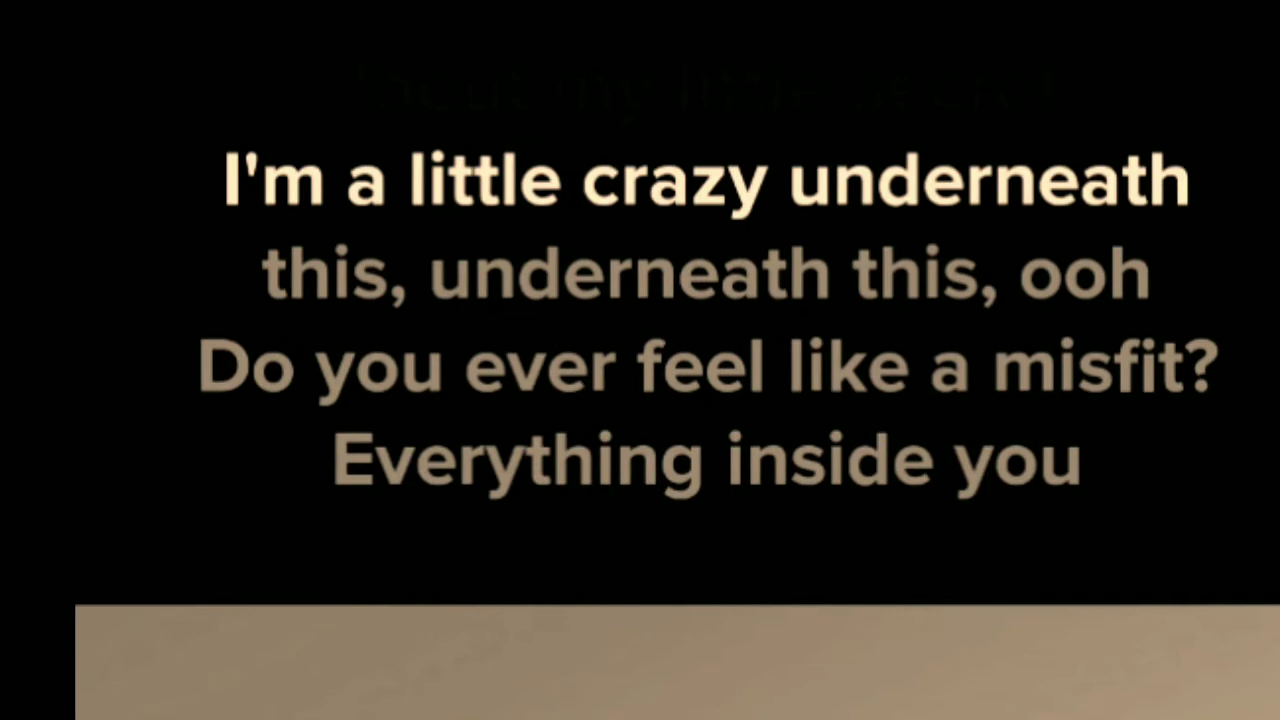 I'm a little crazy underneath
this, underneath this, ooh
Do you ever feel like a misfit?
Everything inside you